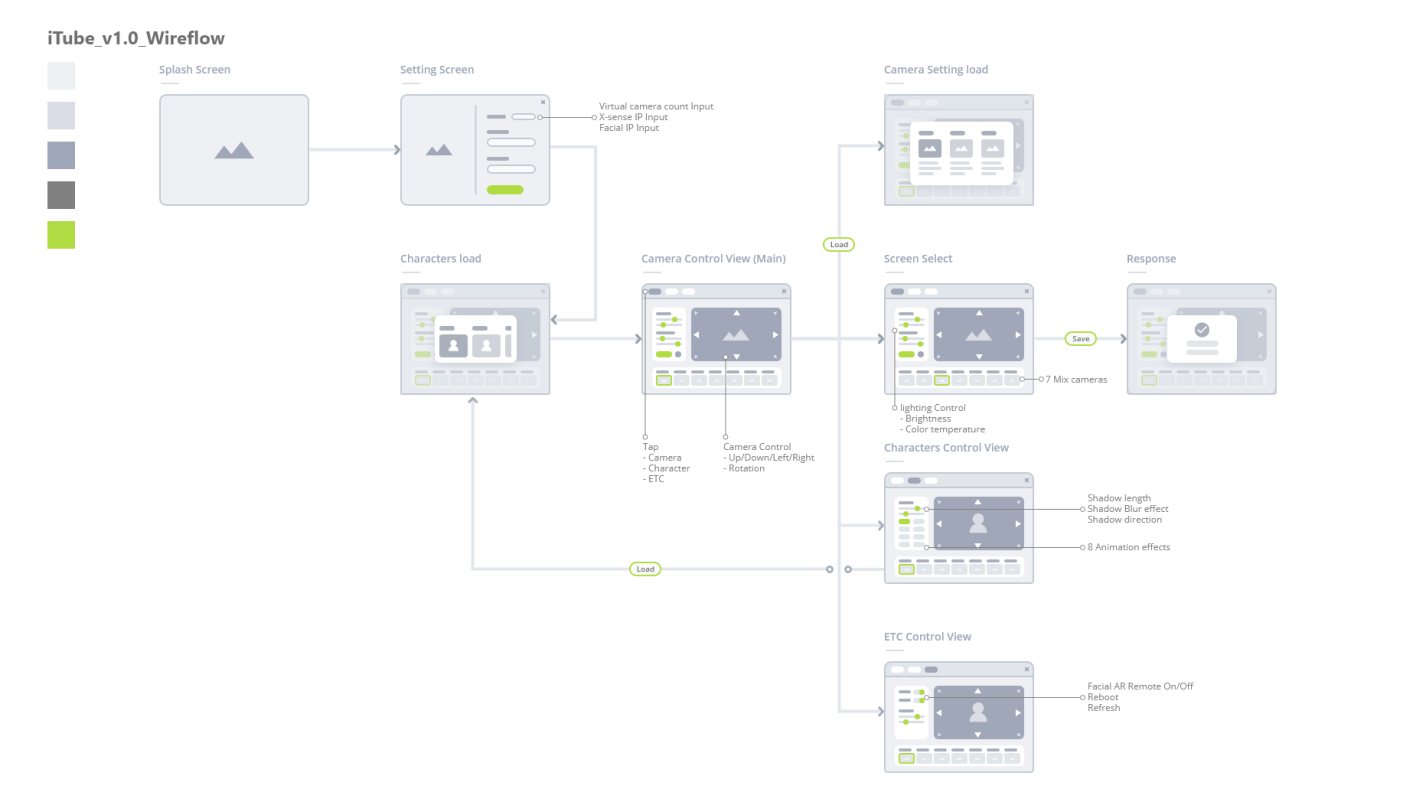 iTube_v1.0_Wireflow
Splash Screen
Setting Screen
Camera Setting load
Virtual camera count Input
X-sense IP Input
Facial IP Input
Load
Characters load
Camera Control View (Main)
Screen Select
Response
Save
7 Mix cameras
lighting Control
- Brightness
- Color temperature
Tap
- Camera
- Character
- ETC
Camera Control
- Up/Down/Left/Right
- Rotation
Characters Control View
Shadow length
Shadow Blur effect
Shadow direction
8 Animation effects
Load
ETC Control View
Facial AR Remote On/Off
Reboot
Refresh